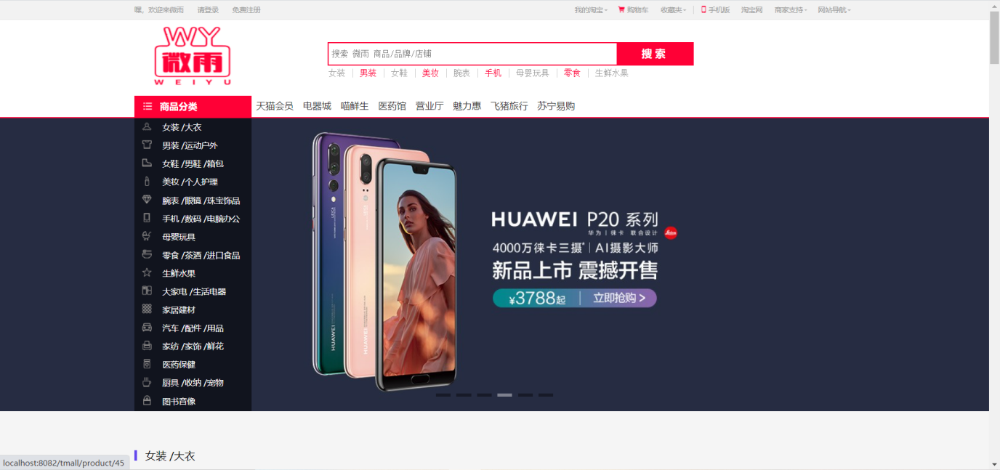 嘿，欢迎来微雨 请登录 免费注册 我的淘宝 购物车 收藏夹 手机版 淘宝网 商家支持 网站导航
WY
微雨
WEIYU
搜索 微雨 商品/品牌/店铺 搜 索
女装 男装 女鞋 美妆 腕表 手机 母婴玩具 零食 生鲜水果
商品分类 天猫会员 电器城 喵鲜生 医药馆 营业厅 魅力惠 飞猪旅行 苏宁易购
女装 /大衣
男装 /运动户外
女鞋 /男鞋 /箱包
美妆 /个人护理
腕表 /眼镜 /珠宝饰品
手机 /数码 /电脑办公
母婴玩具
零食 /茶酒 /进口食品
生鲜水果
大家电 /生活电器
家居建材
汽车 /配件 /用品
家纺 /家饰 /鲜花
医药保健
厨具 /收纳 /宠物
图书音像
HUAWEI
HUAWEI
HUAWEI P20 系列
华为 | 徕卡 联合设计
Leica
4000万徕卡三摄* | AI摄影大师
新品上市 震撼开售
¥3788起 | 立即抢购 >
女装 /大衣
localhost:8082/tmall/product/45